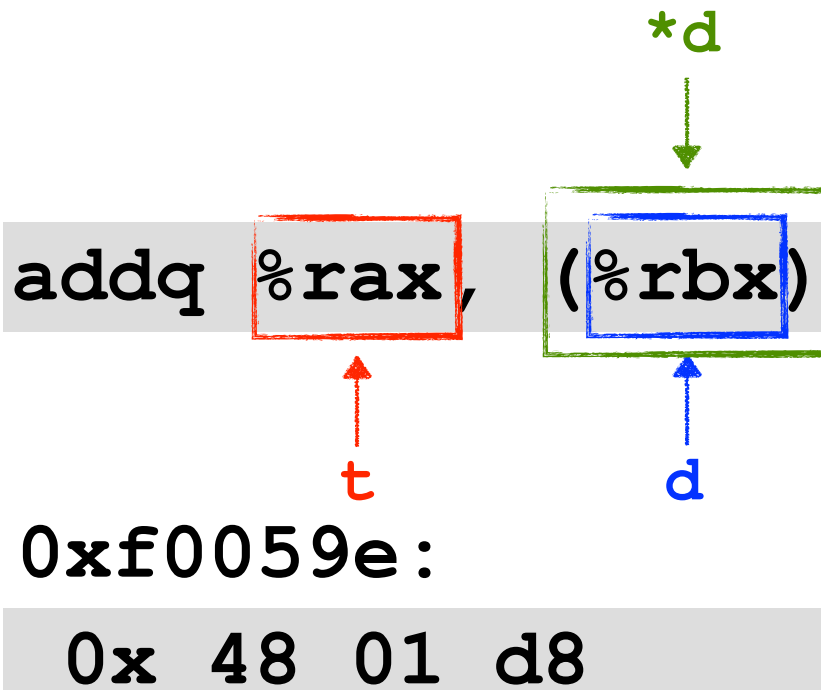 *d
addq %rax, (%rbx)
t d
0xf0059e:
0x 48 01 d8